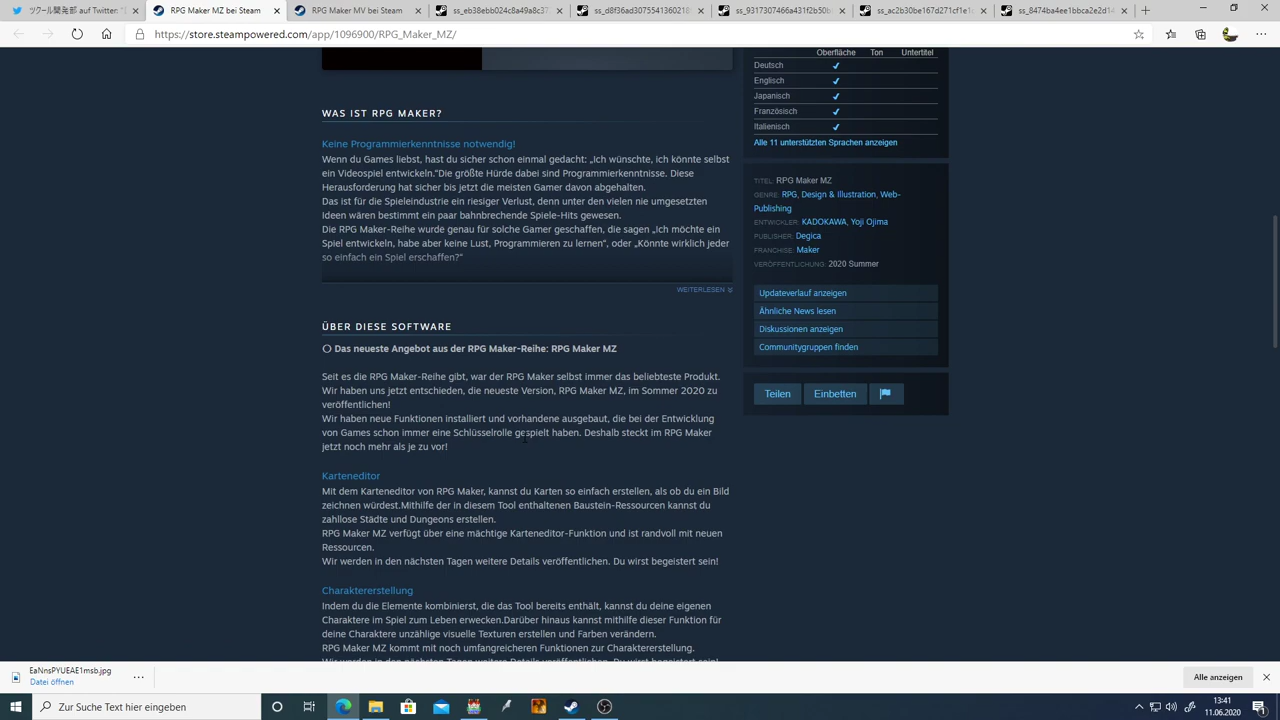 ツクール開発部 auf Twitter: "
RPG Maker MZ bei Steam
RPG Maker MV bei Steam
ss_eb38ebb024c8a49a8c37
ss_d8f36ad30755413602185
ss_9317307466a431f2b50b
ss_ac2b30be167d271cf1e1c
ss_8474ba4ee1bbca2e2d14
https://store.steampowered.com/app/1096900/RPG_Maker_MZ/
WAS IST RPG MAKER?
Keine Programmierkenntnisse notwendig!
Wenn du Games liebst, hast du sicher schon einmal gedacht: „Ich wünschte, ich könnte selbst
ein Videospiel entwickeln."Die größte Hürde dabei sind Programmierkenntnisse. Diese
Herausforderung hat sicher bis jetzt die meisten Gamer davon abgehalten.
Das ist für die Spieleindustrie ein riesiger Verlust, denn unter den vielen nie umgesetzten
Ideen wären bestimmt ein paar bahnbrechende Spiele-Hits gewesen.
Die RPG Maker-Reihe wurde genau für solche Gamer geschaffen, die sagen „Ich möchte ein
Spiel entwickeln, habe aber keine Lust, Programmieren zu lernen", oder „Könnte wirklich jeder
so einfach ein Spiel erschaffen?"
WEITERLESEN
ÜBER DIESE SOFTWARE
Das neueste Angebot aus der RPG Maker-Reihe: RPG Maker MZ
Seit es die RPG Maker-Reihe gibt, war der RPG Maker selbst immer das beliebteste Produkt.
Wir haben uns jetzt entschieden, die neueste Version, RPG Maker MZ, im Sommer 2020 zu
veröffentlichen!
Wir haben neue Funktionen installiert und vorhandene ausgebaut, die bei der Entwicklung
von Games schon immer eine Schlüsselrolle gespielt haben. Deshalb steckt im RPG Maker
jetzt noch mehr als je zu vor!
Karteneditor
Mit dem Karteneditor von RPG Maker, kannst du Karten so einfach erstellen, als ob du ein Bild
zeichnen würdest.Mithilfe der in diesem Tool enthaltenen Baustein-Ressourcen kannst du
zahllose Städte und Dungeons erstellen.
RPG Maker MZ verfügt über eine mächtige Karteneditor-Funktion und ist randvoll mit neuen
Ressourcen.
Wir werden in den nächsten Tagen weitere Details veröffentlichen. Du wirst begeistert sein!
Charaktererstellung
Indem du die Elemente kombinierst, die das Tool bereits enthält, kannst du deine eigenen
Charaktere im Spiel zum Leben erwecken.Darüber hinaus kannst mithilfe dieser Funktion für
deine Charaktere unzählige visuelle Texturen erstellen und Farben verändern.
RPG Maker MZ kommt mit noch umfangreicheren Funktionen zur Charaktererstellung.
Wir werden in den nächsten Tagen weitere Details veröffentlichen. Du wirst begeistert sein!
Oberfläche Ton Untertitel
Deutsch ✔
Englisch ✔
Japanisch ✔
Französisch ✔
Italienisch ✔
Alle 11 unterstützten Sprachen anzeigen
TITEL: RPG Maker MZ
GENRE: RPG, Design & Illustration, Web-
Publishing
ENTWICKLER: KADOKAWA, Yoji Ojima
PUBLISHER: Degica
FRANCHISE: Maker
VERÖFFENTLICHUNG: 2020 Summer
Updateverlauf anzeigen
Ähnliche News lesen
Diskussionen anzeigen
Communitygruppen finden
Teilen Einbetten
EaNnsPYUEAE1msb.jpg
Datei öffnen
Alle anzeigen
Zur Suche Text hier eingeben
13:41
11.06.2020